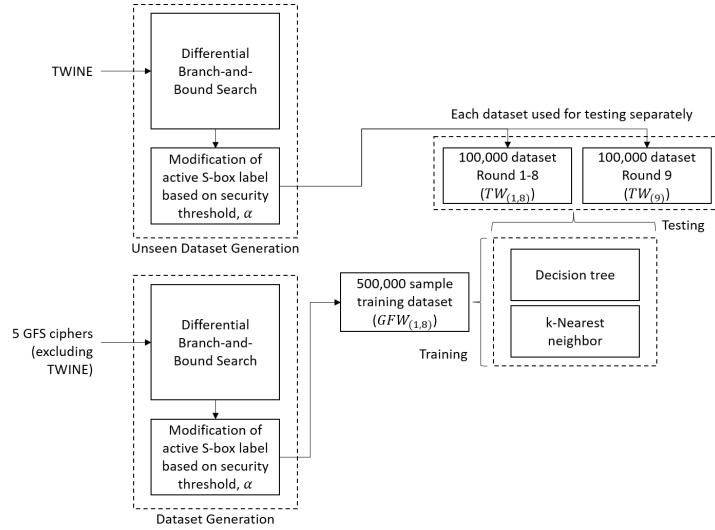 TWINE
Differential
Branch-and-
Bound Search
Modification of
active S-box label
based on security
threshold, α
Unseen Dataset Generation
Each dataset used for testing separately
100,000 dataset
Round 1-8
(TW(1,8))
100,000 dataset
Round 9
(TW(9))
Testing
5 GFS ciphers
(excluding
TWINE)
Differential
Branch-and-
Bound Search
Modification of
active S-box label
based on security
threshold, α
Dataset Generation
500,000 sample
training dataset
(GFW(1,8))
Training
Decision tree
k-Nearest
neighbor